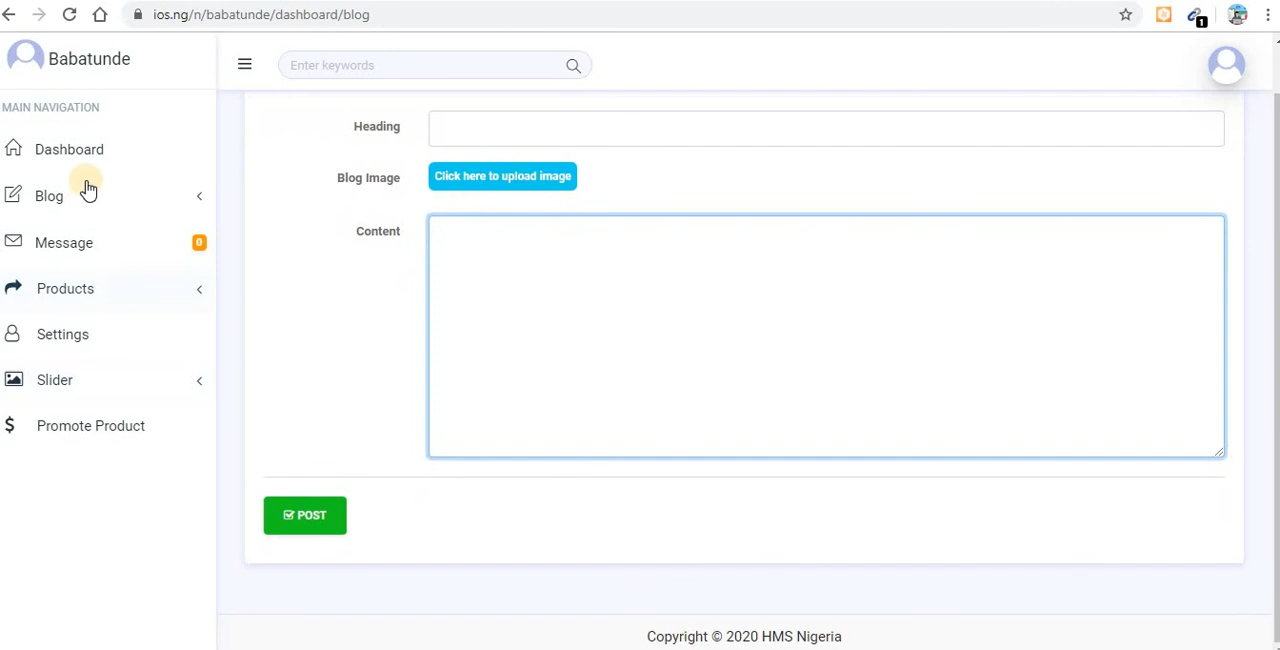 ios.ng/n/babatunde/dashboard/blog
1
Babatunde
Enter keywords
MAIN NAVIGATION
Dashboard
Blog
Message 0
Products
Settings
Slider
$ Promote Product
Heading
Blog Image Click here to upload image
Content
POST
Copyright © 2020 HMS Nigeria